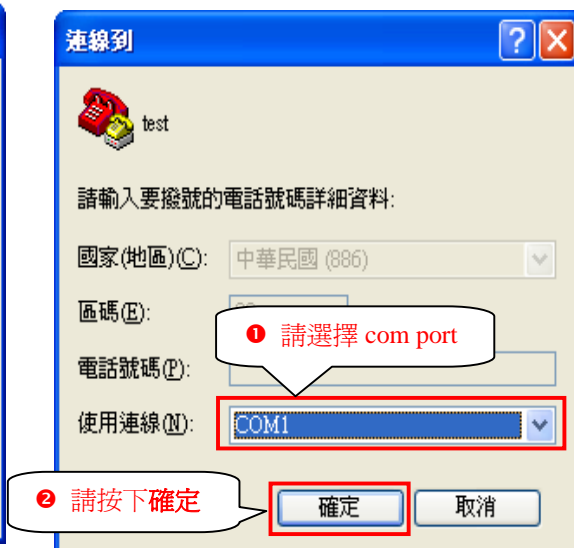 連線到
test
請輸入要撥號的電話號碼詳細資料:
國家(地區)(C): 中華民國 (886)
區碼(E):
❶ 請選擇 com port
電話號碼(P):
使用連線(N): COM1
❷ 請按下確定
確定 取消